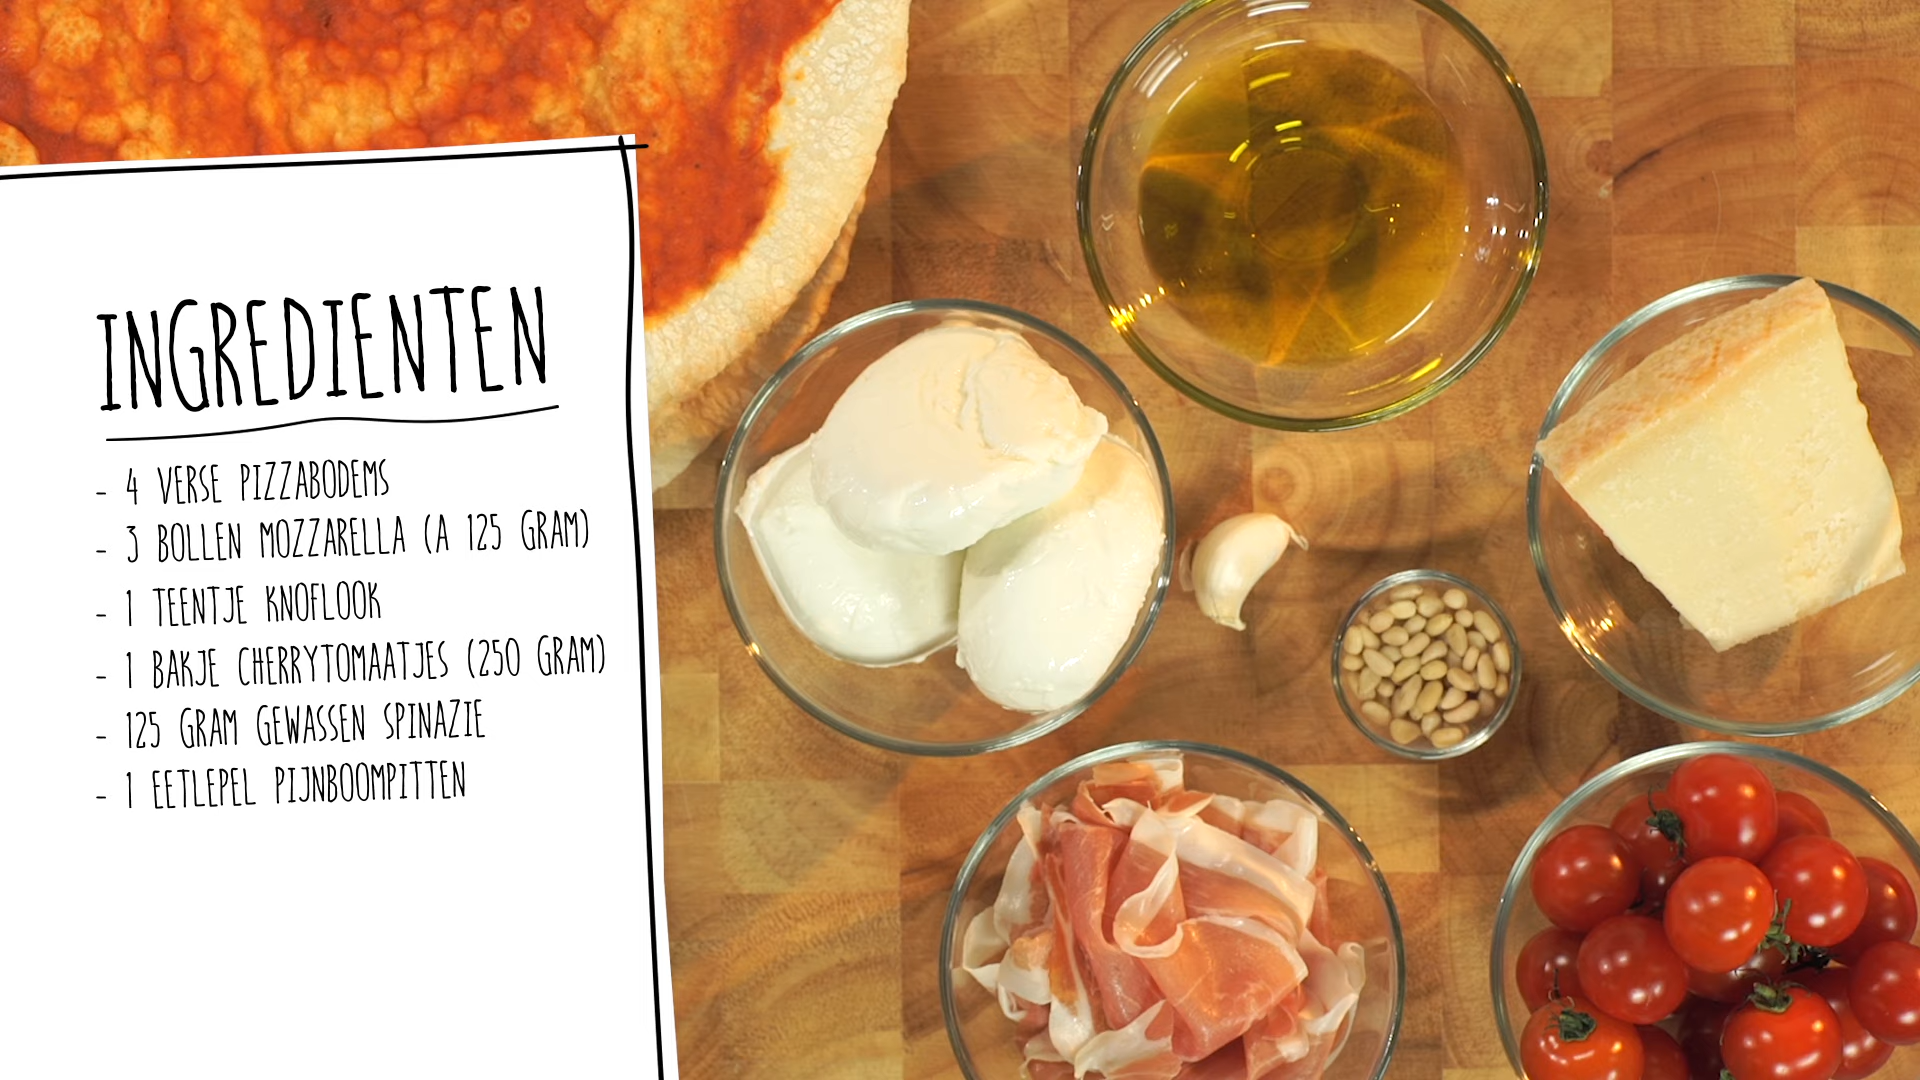 INGREDIENTEN
- 4 VERSE PIZZABODEMS
- 3 BOLLEN MOZZARELLA (A 125 GRAM)
- 1 TEENTJE KNOFLOOK
- 1 BAKJE CHERRYTOMAATJES (250 GRAM)
- 125 GRAM GEWASSEN SPINAZIE
- 1 EETLEPEL PIJNBOOMPITTEN